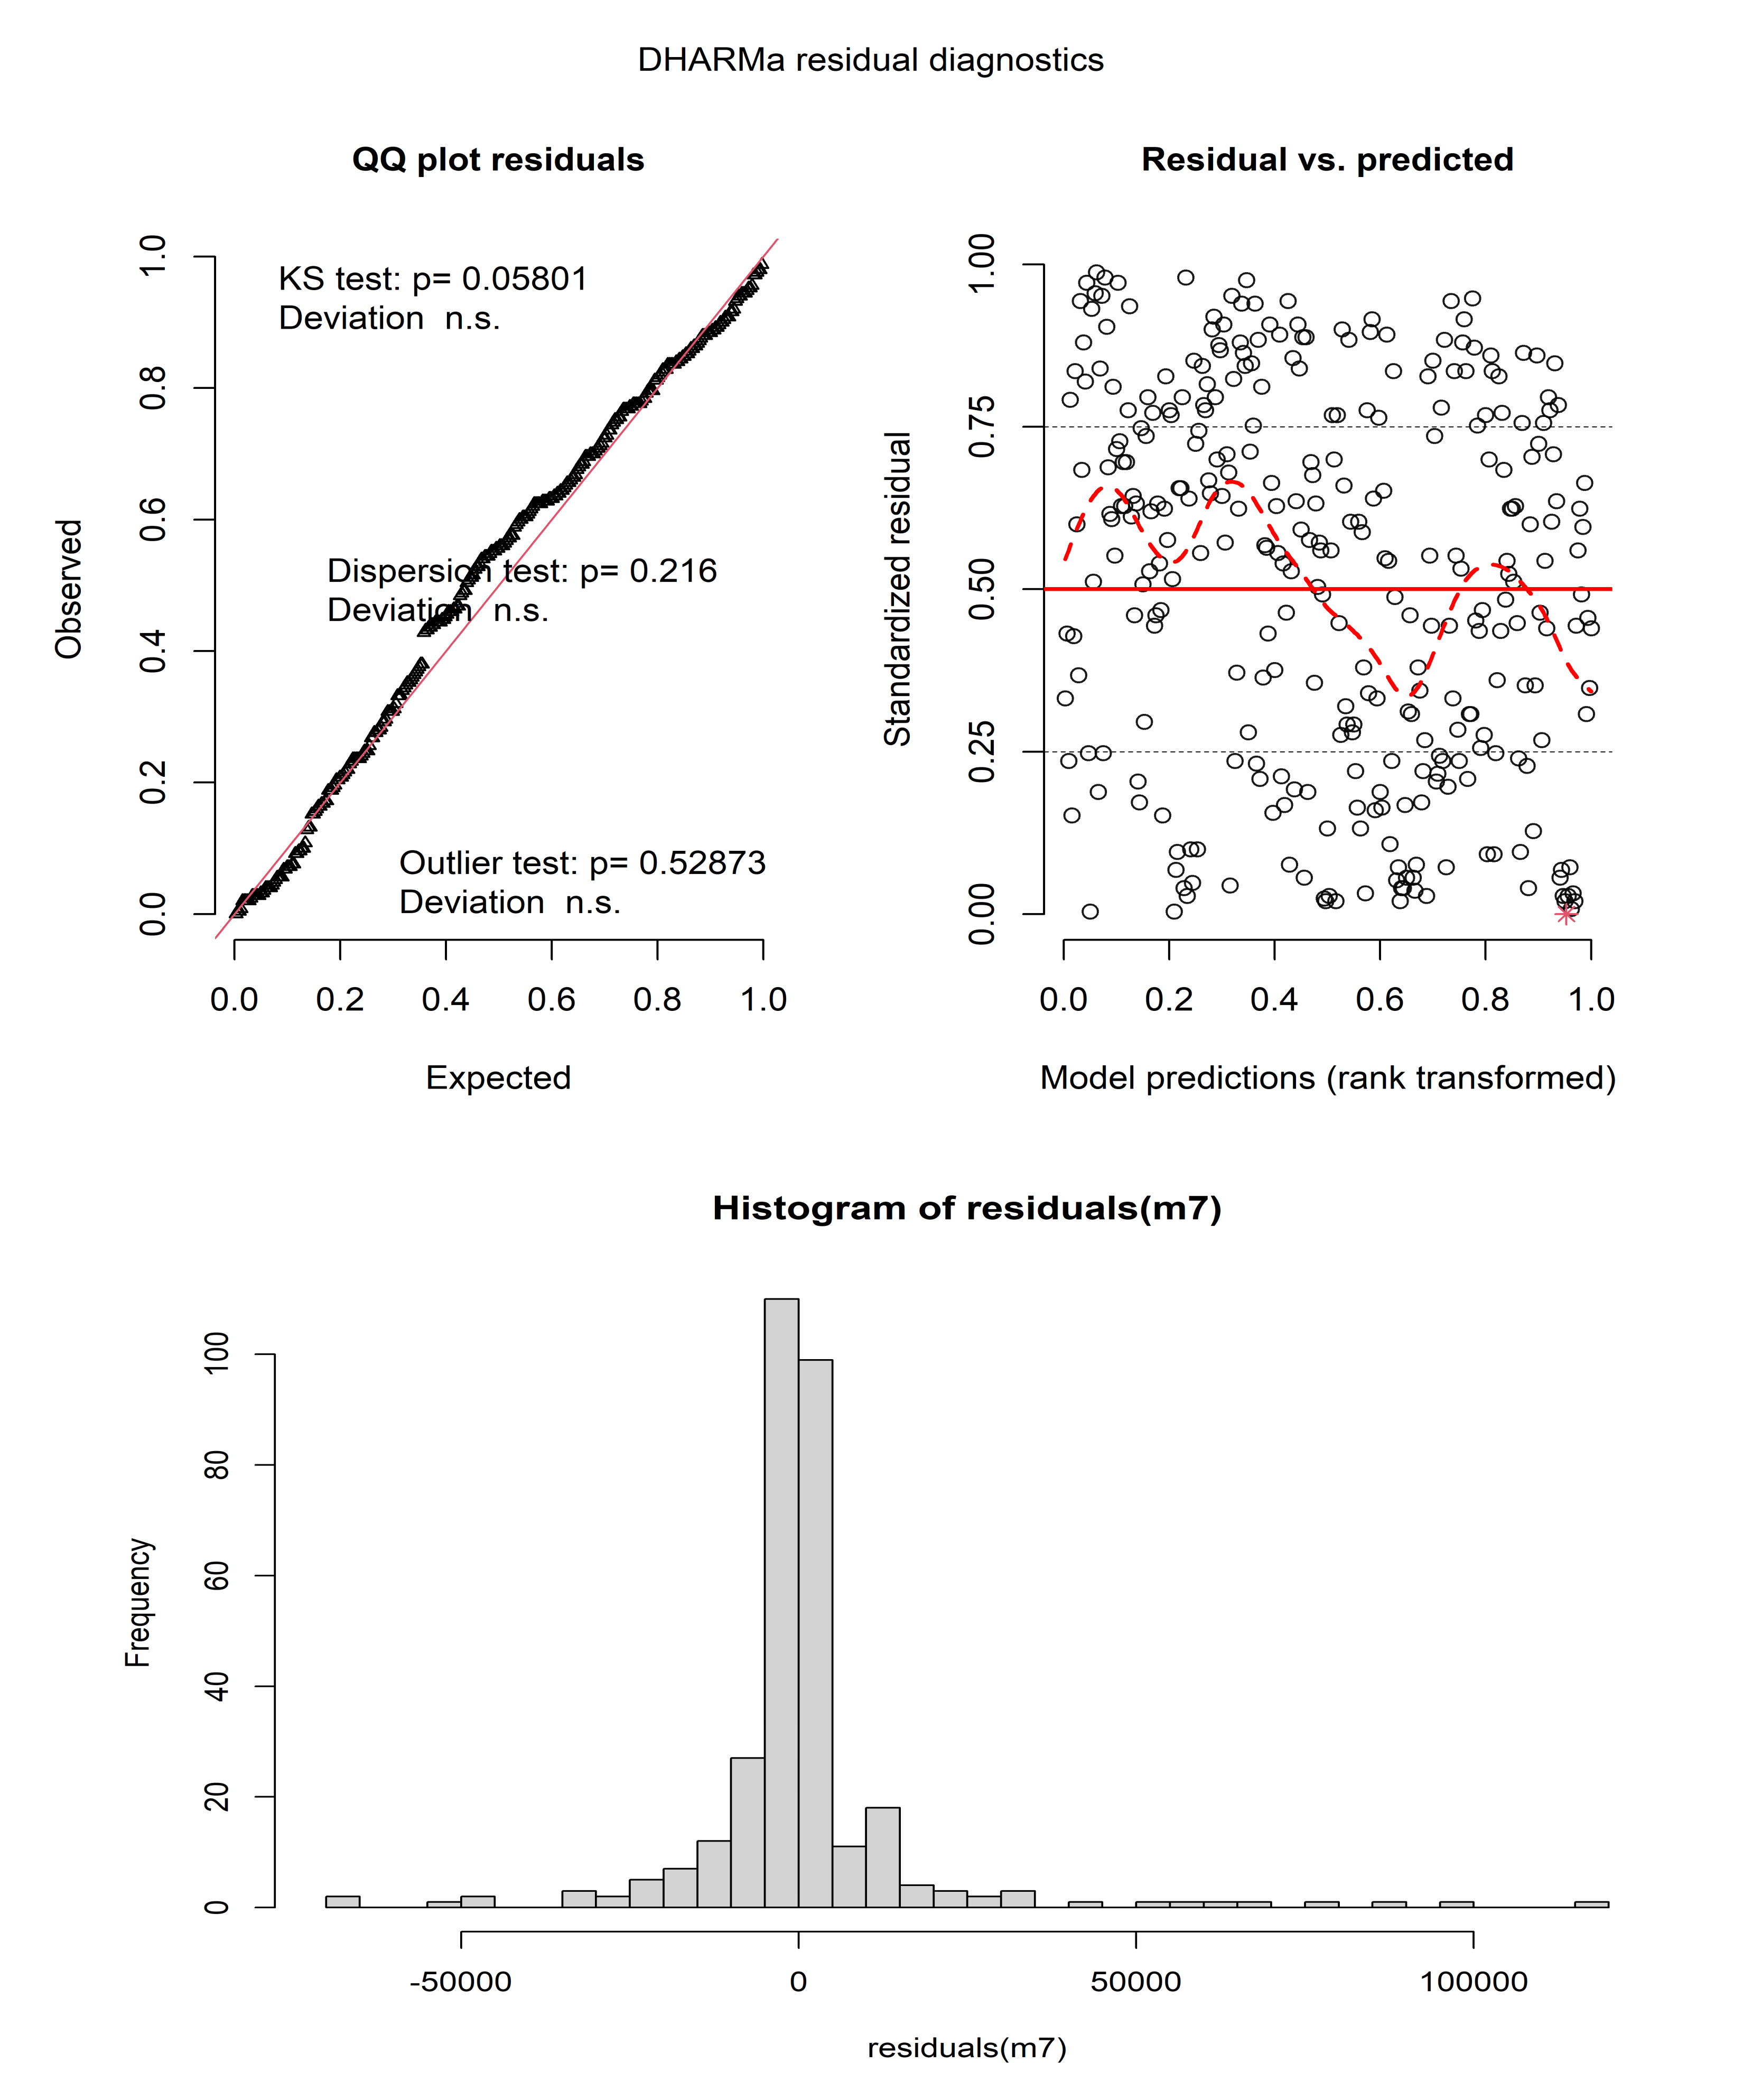 DHARMa residual diagnostics
QQ plot residuals
KS test: p= 0.05801
Deviation  n.s.
Dispersion test: p= 0.216
Deviation  n.s.
Outlier test: p= 0.52873
Deviation  n.s.
Observed
0.0 0.2 0.4 0.6 0.8 1.0
0.0 0.2 0.4 0.6 0.8 1.0
Expected
Residual vs. predicted
Standardized residual
0.00 0.25 0.50 0.75 1.00
0.0 0.2 0.4 0.6 0.8 1.0
Model predictions (rank transformed)
Histogram of residuals(m7)
Frequency
0 20 40 60 80 100
-50000 0 50000 100000
residuals(m7)